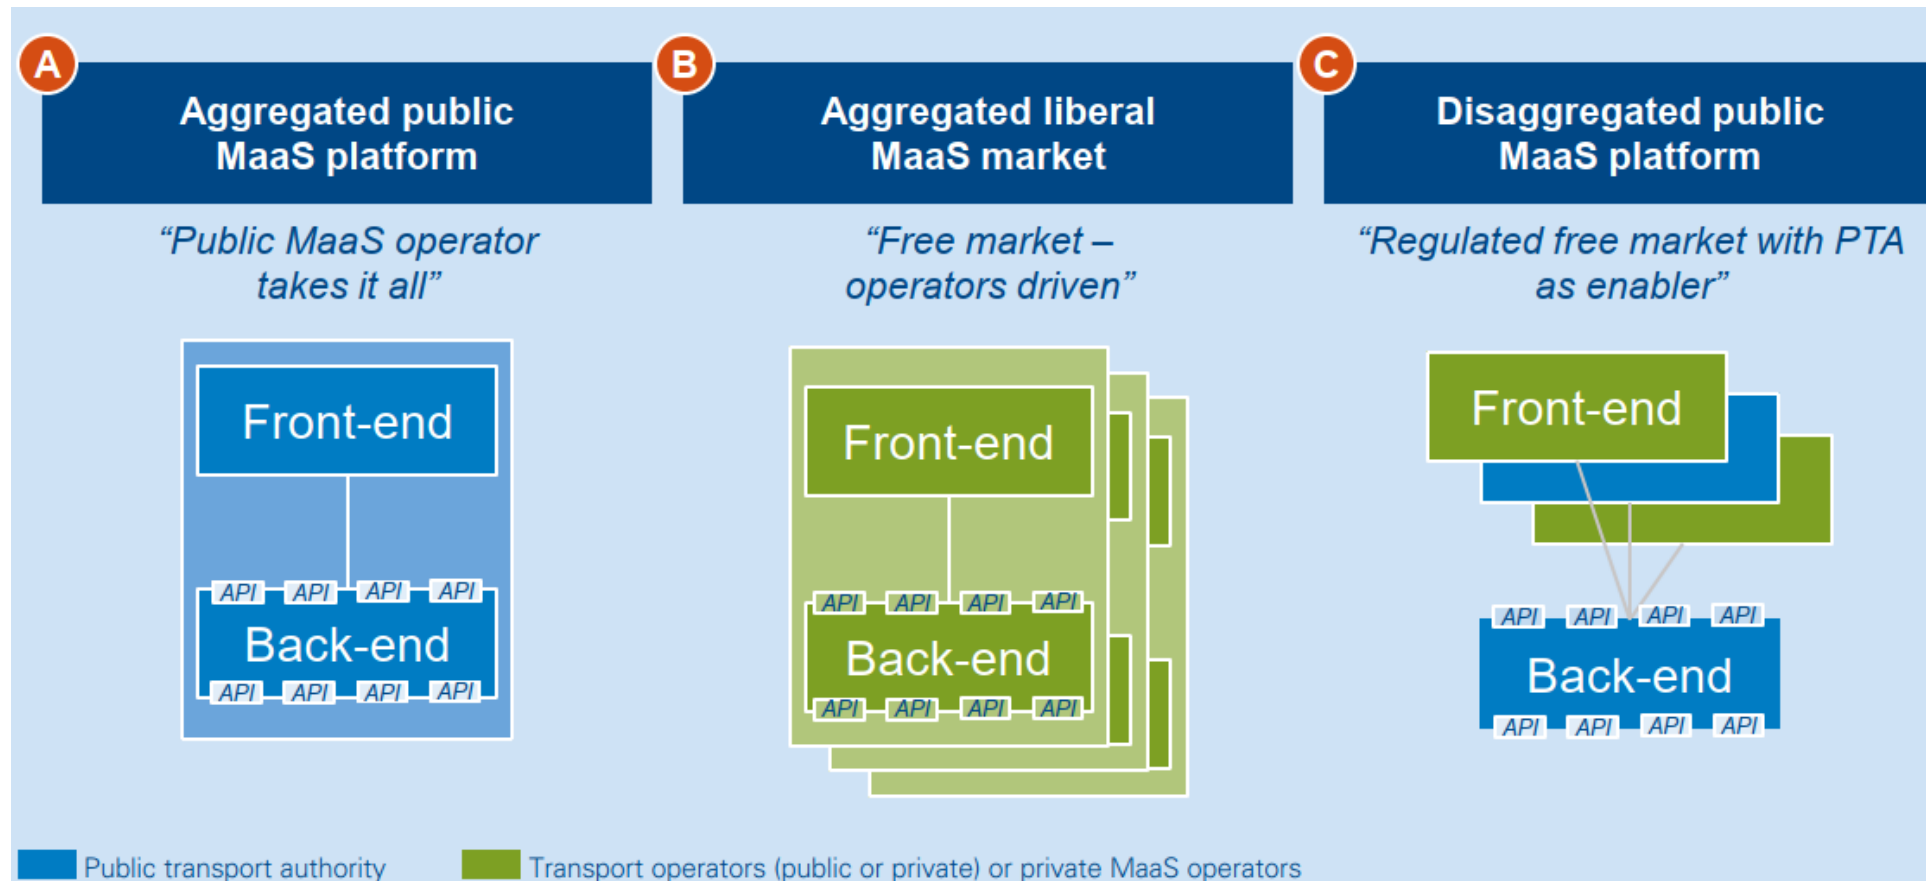 A
Aggregated public
MaaS platform
“Public MaaS operator
takes it all”
Front-end
API API API API
Back-end
API API API API
B
Aggregated liberal
MaaS market
“Free market –
operators driven”
Front-end
API API API API
Back-end
API API API API
C
Disaggregated public
MaaS platform
“Regulated free market with PTA
as enabler”
Front-end
API API API API
Back-end
API API API API
Public transport authority
Transport operators (public or private) or private MaaS operators